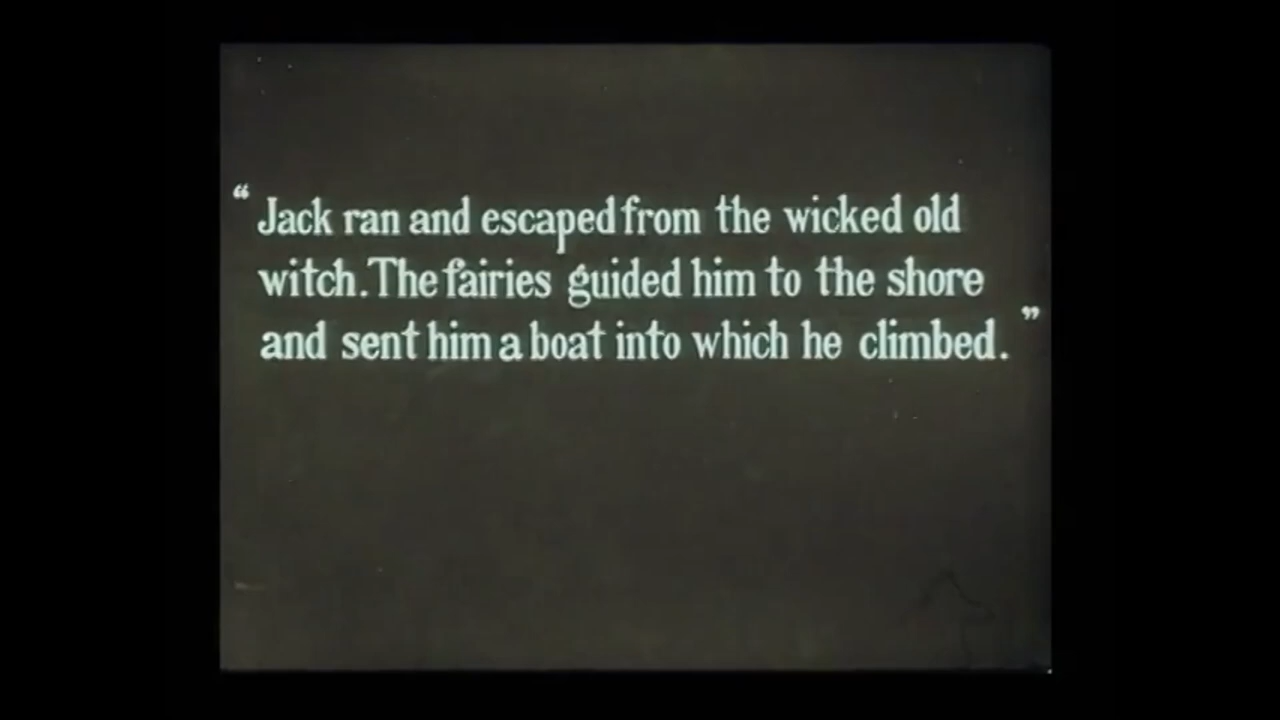 “Jack ran and escaped from the wicked old
witch. The fairies guided him to the shore
and sent him a boat into which he climbed.”